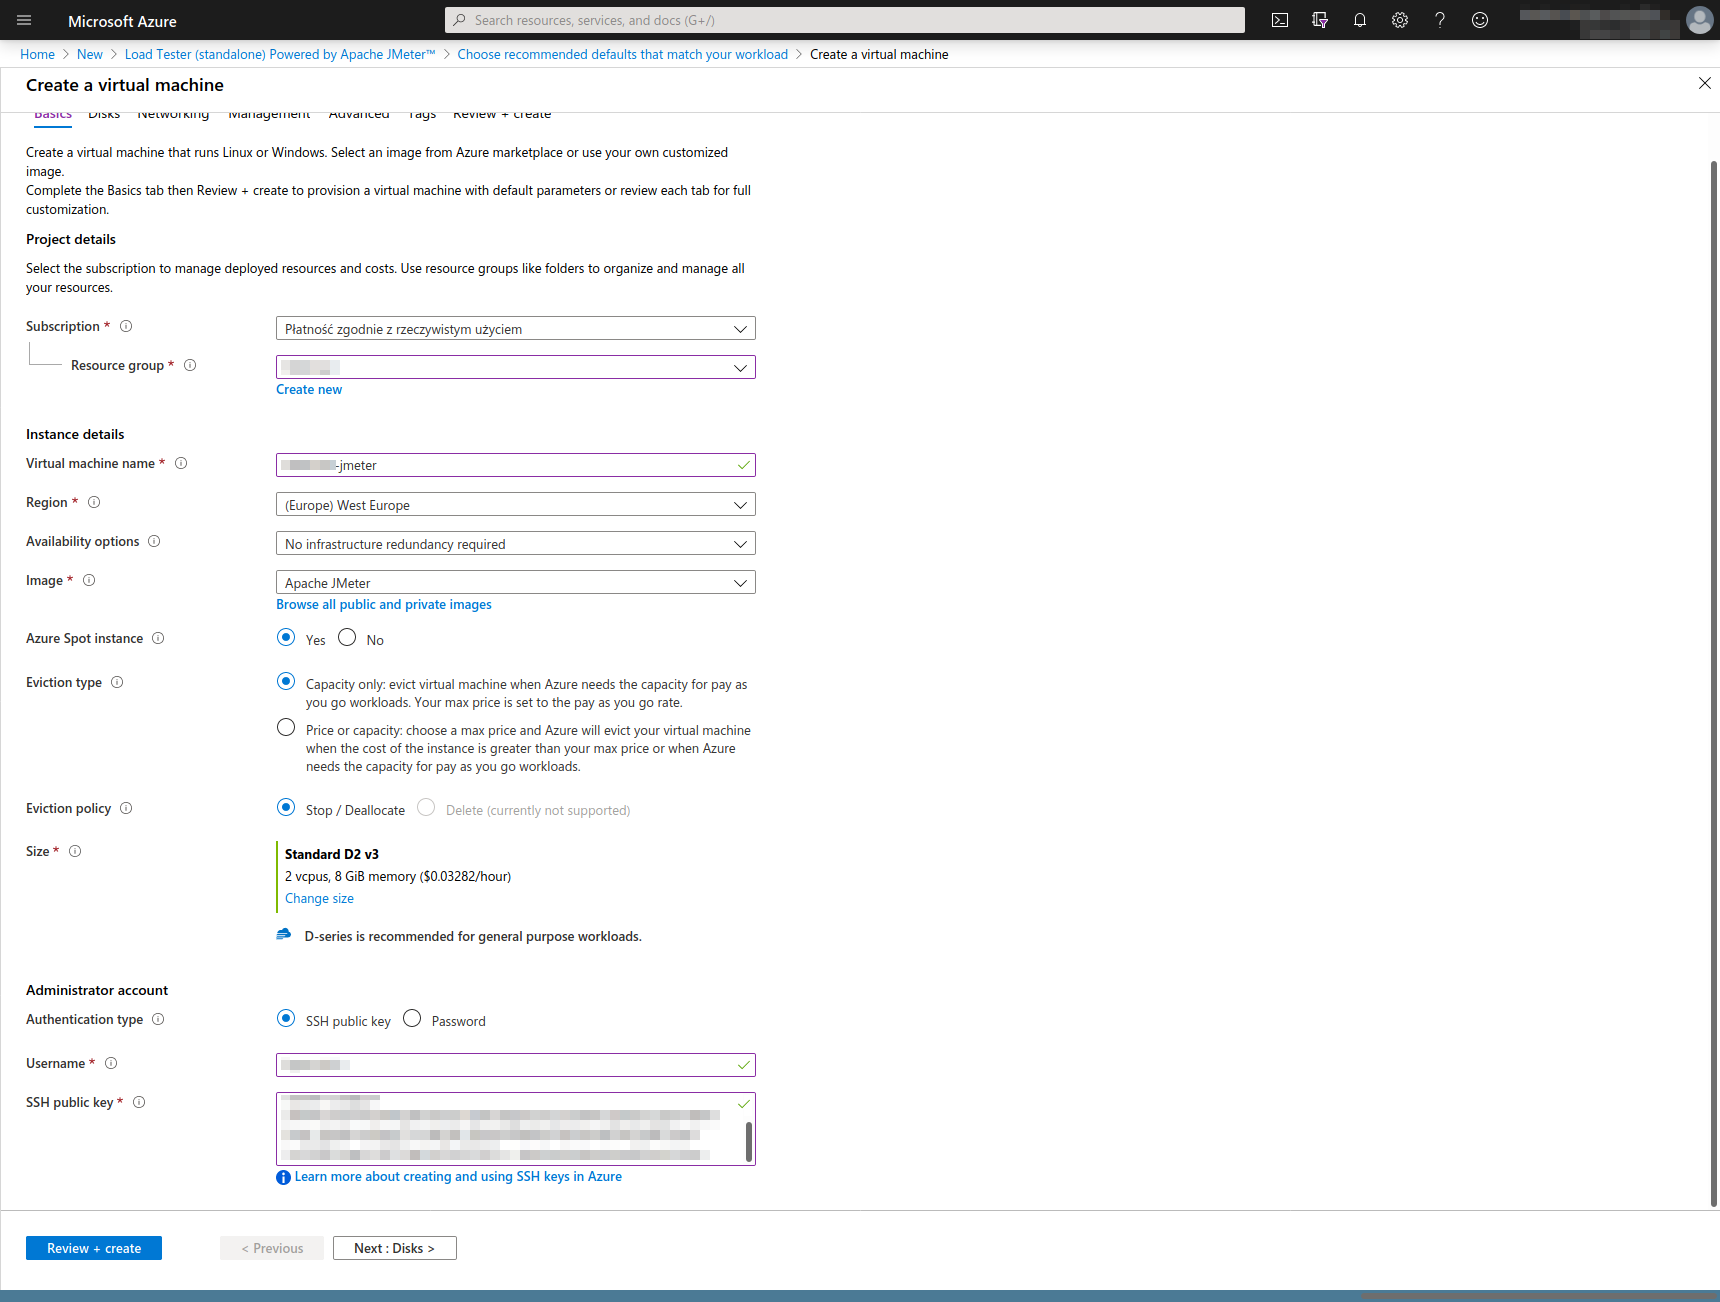 Microsoft Azure
Search resources, services, and docs (G+/)
Home > New > Load Tester (standalone) Powered by Apache JMeter™ > Choose recommended defaults that match your workload > Create a virtual machine
Create a virtual machine
Basics Disks Networking Management Advanced Tags Review + create
Create a virtual machine that runs Linux or Windows. Select an image from Azure marketplace or use your own customized
image.
Complete the Basics tab then Review + create to provision a virtual machine with default parameters or review each tab for full
customization.
Project details
Select the subscription to manage deployed resources and costs. Use resource groups like folders to organize and manage all
your resources.
Subscription *
Płatność zgodnie z rzeczywistym użyciem
Resource group *
Create new
Instance details
Virtual machine name *
-jmeter
Region *
(Europe) West Europe
Availability options
No infrastructure redundancy required
Image *
Apache JMeter
Browse all public and private images
Azure Spot instance
Yes No
Eviction type
Capacity only: evict virtual machine when Azure needs the capacity for pay as
you go workloads. Your max price is set to the pay as you go rate.
Price or capacity: choose a max price and Azure will evict your virtual machine
when the cost of the instance is greater than your max price or when Azure
needs the capacity for pay as you go workloads.
Eviction policy
Stop / Deallocate Delete (currently not supported)
Size *
Standard D2 v3
2 vcpus, 8 GiB memory ($0.03282/hour)
Change size
D-series is recommended for general purpose workloads.
Administrator account
Authentication type
SSH public key Password
Username *
SSH public key *
Learn more about creating and using SSH keys in Azure
Review + create < Previous Next : Disks >